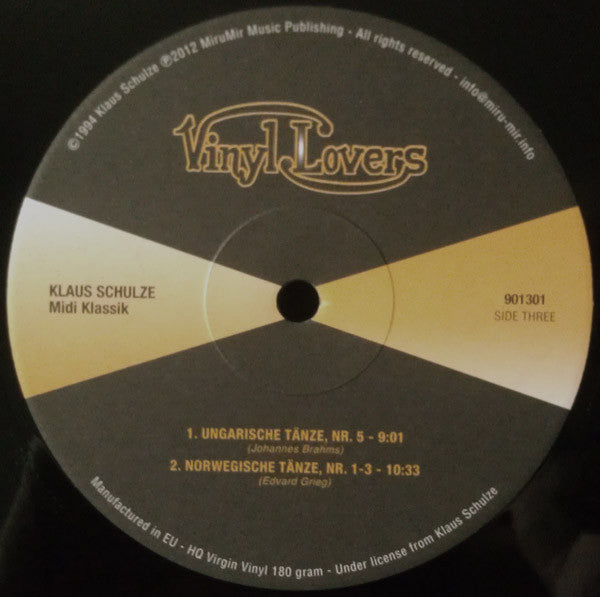 ©1994 Klaus Schulze ℗2012 MiruMir Music Publishing - All rights reserved - info@miru-mir.info
Vinyl Lovers
KLAUS SCHULZE
Midi Klassik
901301
SIDE THREE
1. UNGARISCHE TÄNZE, NR. 5 - 9:01
(Johannes Brahms)
2. NORWEGISCHE TÄNZE, NR. 1-3 - 10:33
(Edvard Grieg)
Manufactured in EU - HQ Virgin Vinyl 180 gram - Under license from Klaus Schulze